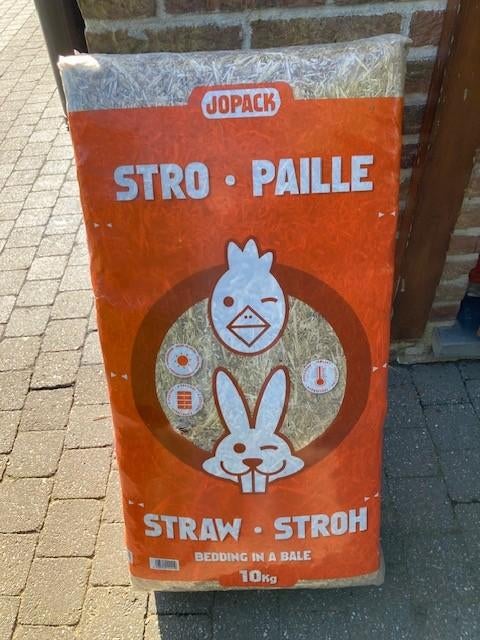 JOPACK
STRO • PAILLE
STRAW • STROH
BEDDING IN A BALE
10Kg